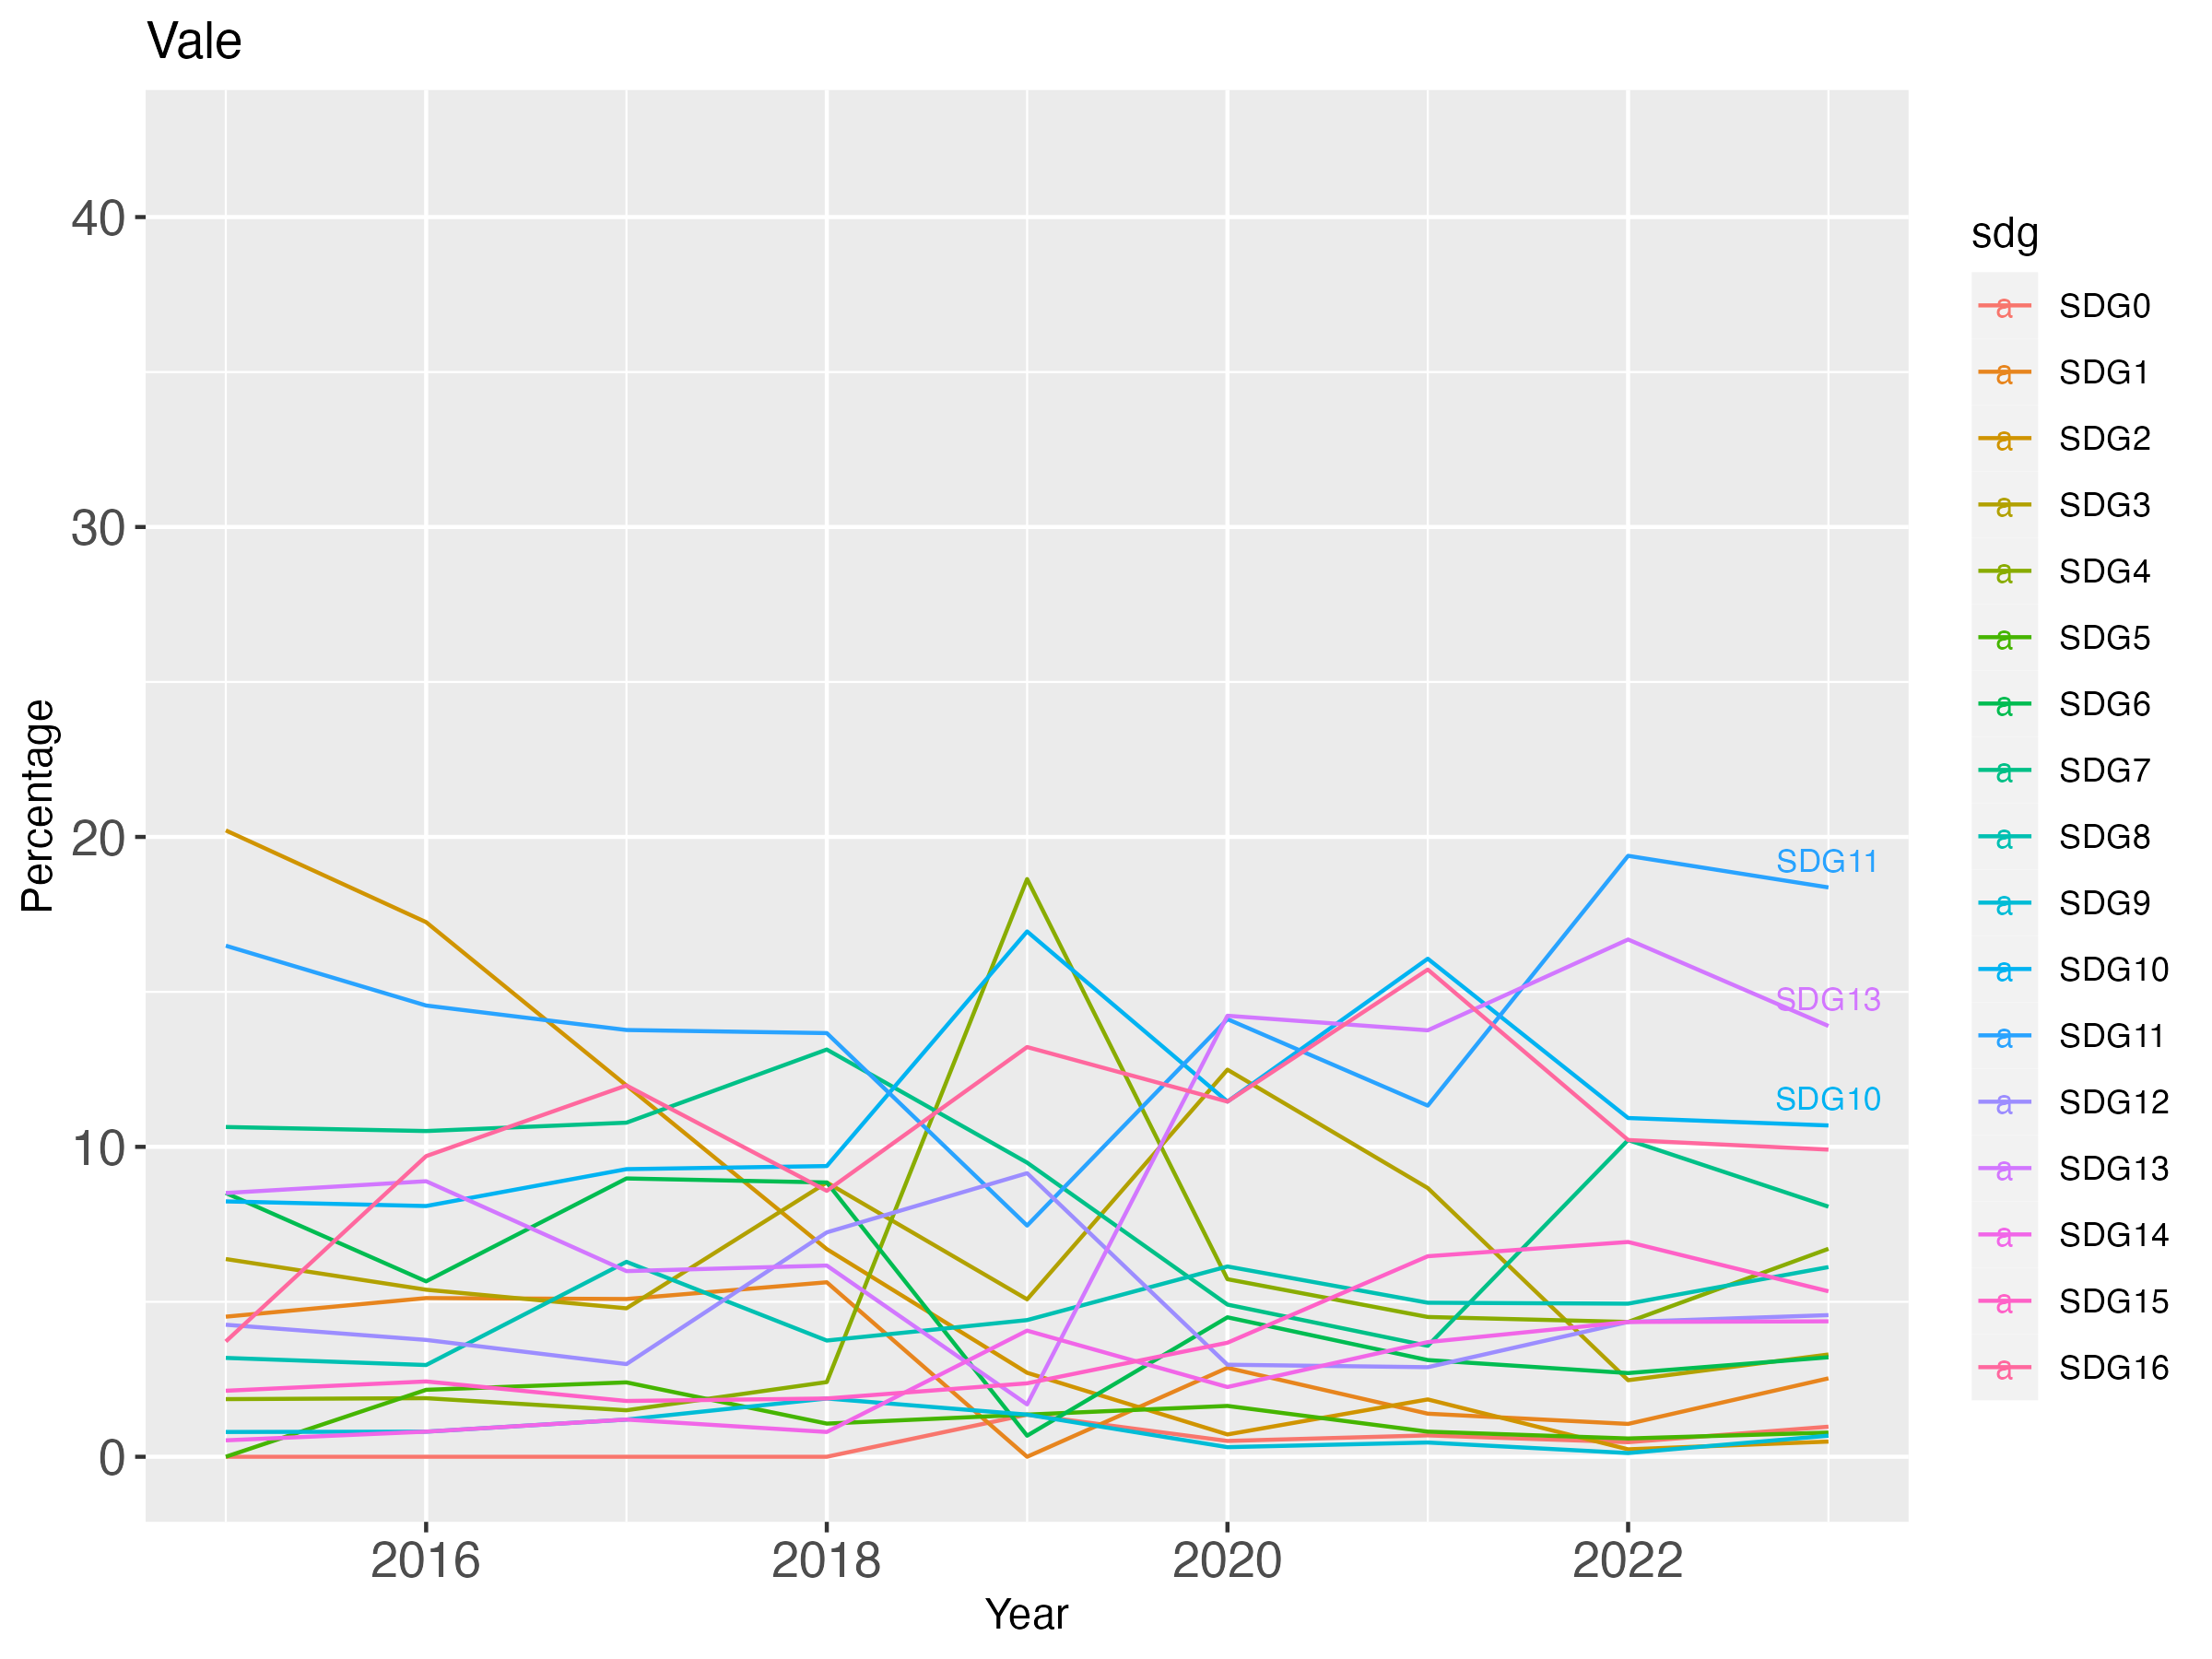 Vale
40
30
20
10
0
Percentage
2016
2018
2020
2022
Year
SDG11
SDG13
SDG10
sdg
a SDG0
a SDG1
a SDG2
a SDG3
a SDG4
a SDG5
a SDG6
a SDG7
a SDG8
a SDG9
a SDG10
a SDG11
a SDG12
a SDG13
a SDG14
a SDG15
a SDG16